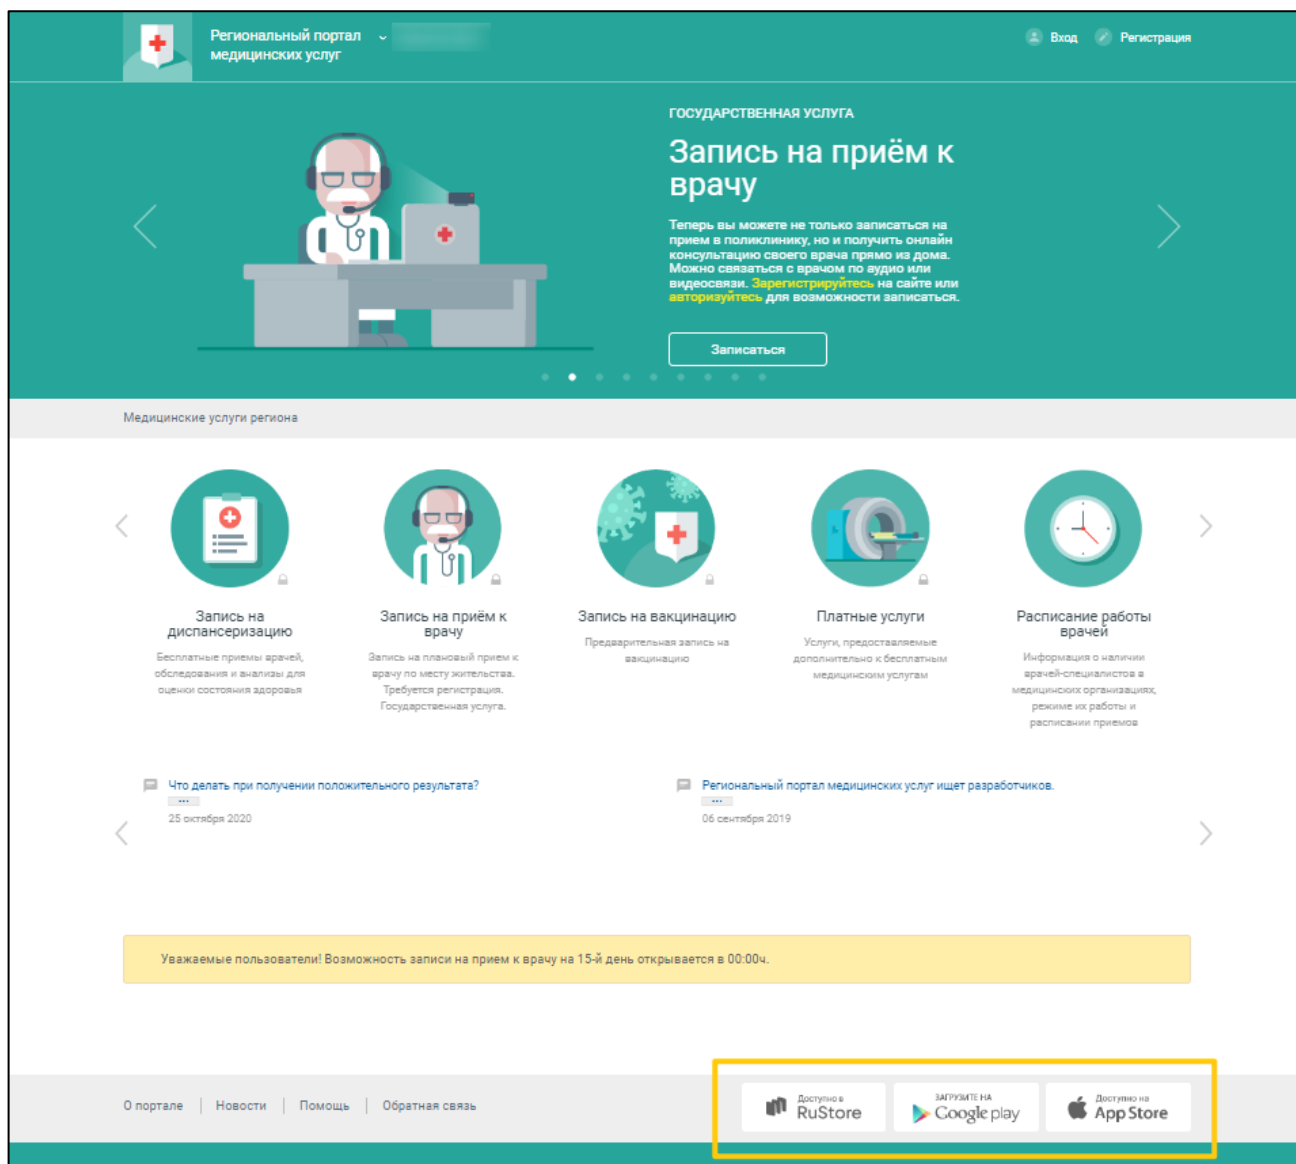 Региональный портал
медицинских услуг
Вход
Регистрация
ГОСУДАРСТВЕННАЯ УСЛУГА
Запись на приём к
врачу
Теперь вы можете не только записаться на
прием в поликлинику, но и получить онлайн
консультацию своего врача прямо из дома.
Можно связаться с врачом по аудио или
видеосвязи. Зарегистрируйтесь на сайте или
авторизуйтесь для возможности записаться.
Записаться
Медицинские услуги региона
Запись на
диспансеризацию
Бесплатные приемы врачей,
обследования и анализы для
оценки состояния здоровья
Запись на приём к
врачу
Запись на плановый прием к
врачу по месту жительства.
Требуется регистрация.
Государственная услуга.
Запись на вакцинацию
Предварительная запись на
вакцинацию
Платные услуги
Услуги, предоставляемые
дополнительно к бесплатным
медицинским услугам
Расписание работы
врачей
Информация о наличии
врачей-специалистов в
медицинских организациях,
режиме их работы и
расписании приемов
Что делать при получении положительного результата?
...
25 октября 2020
Региональный портал медицинских услуг ищет разработчиков.
...
06 сентября 2019
Уважаемые пользователи! Возможность записи на прием к врачу на 15-й день открывается в 00:00ч.
О портале | Новости | Помощь | Обратная связь
Доступно в
RuStore
ЗАГРУЗИТЕ НА
Google play
Доступно на
App Store